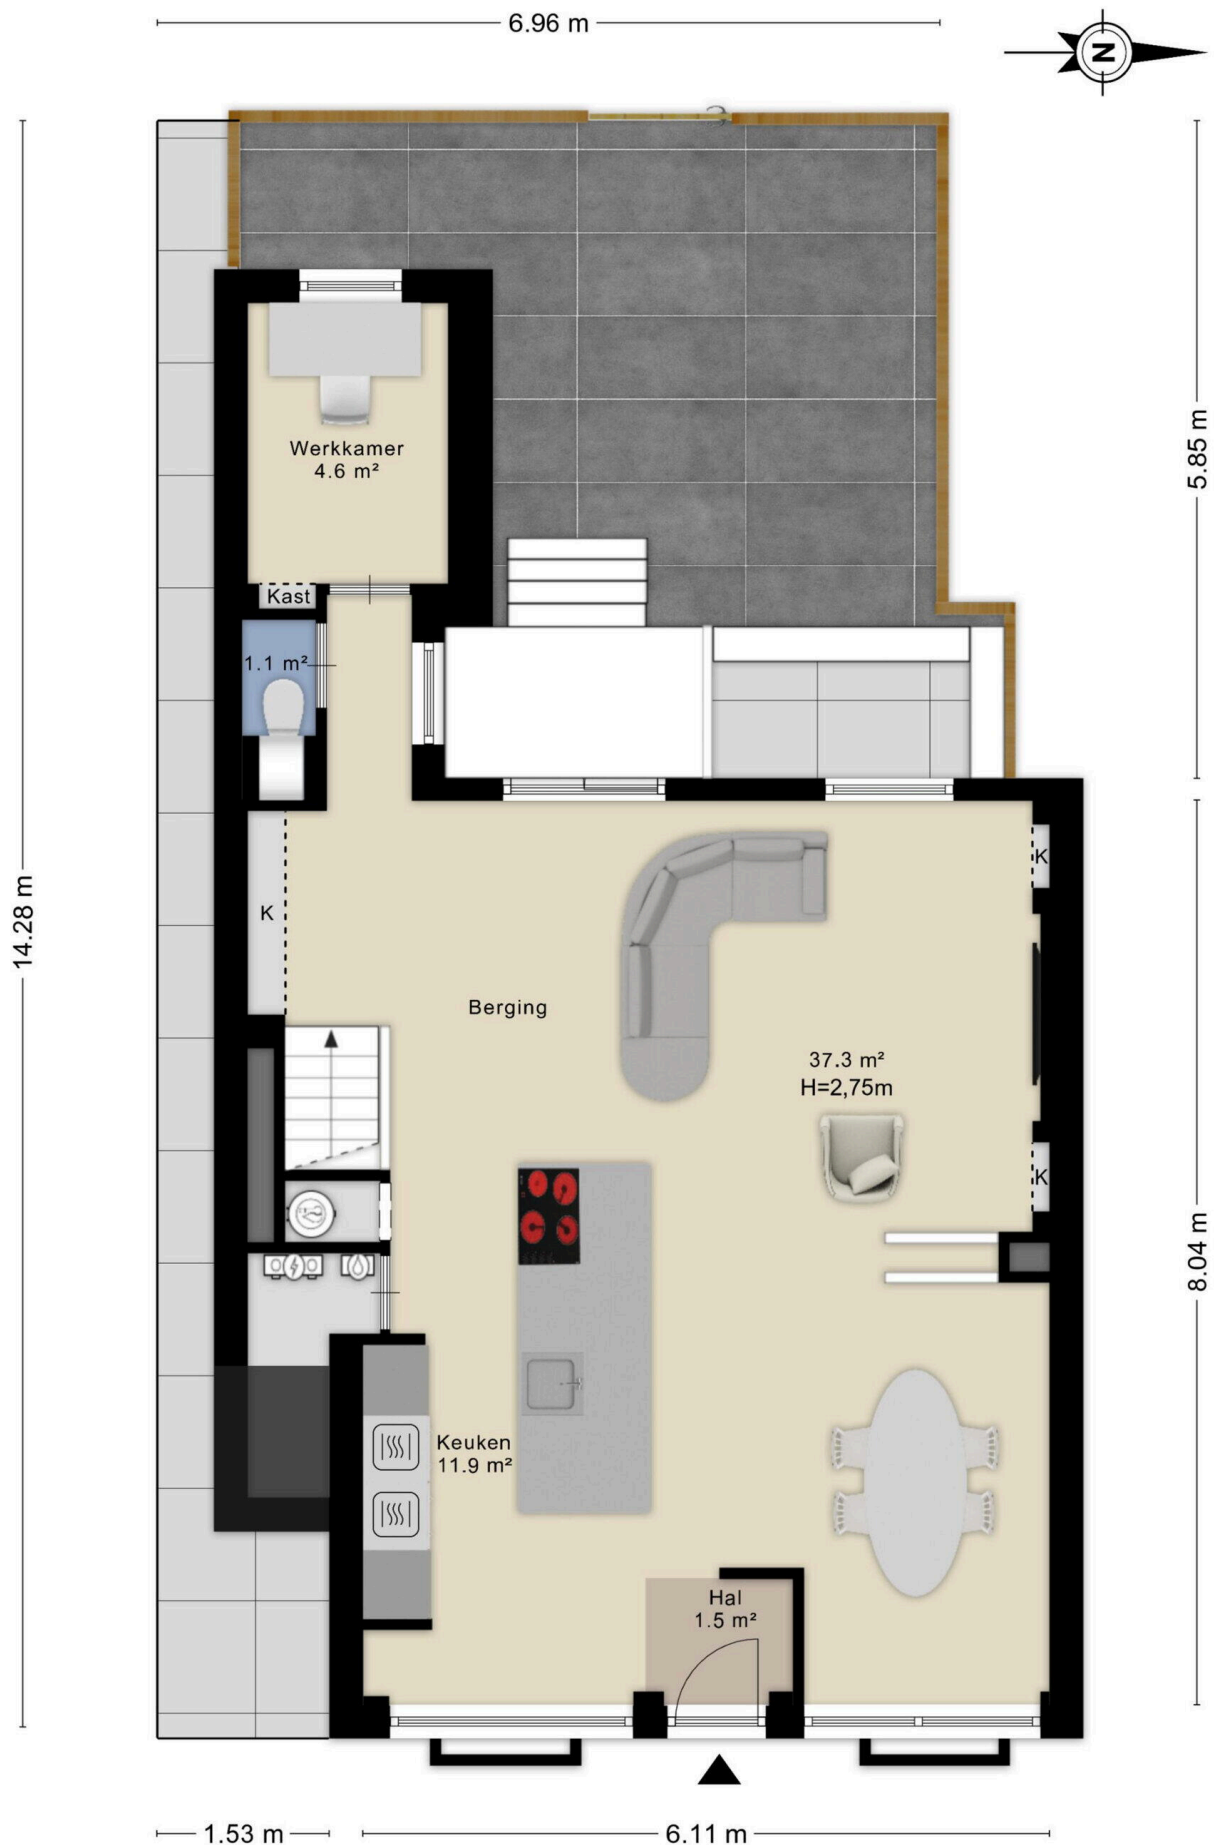 6.96 m
N
5.85 m
Werkkamer
4.6 m²
Kast
1.1 m²
K
K
14.28 m
Berging
37.3 m²
H=2,75m
K
8.04 m
Keuken
11.9 m²
Hal
1.5 m²
1.53 m
6.11 m